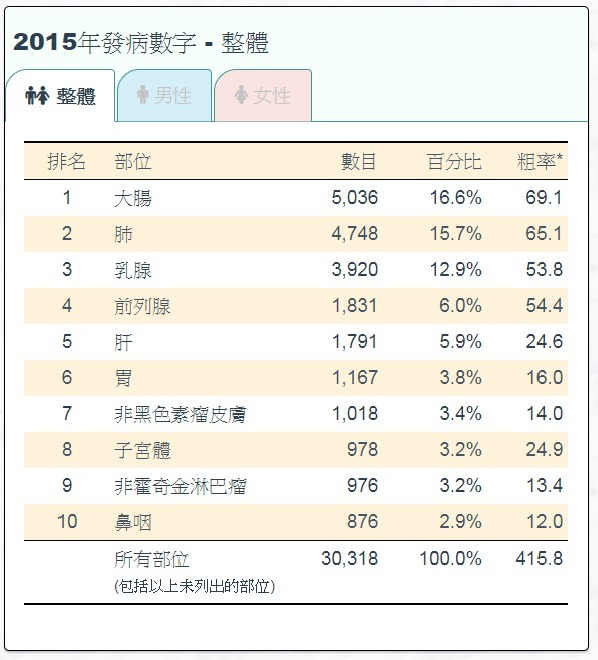 2015年發病數字 - 整體
整體 男性 女性
排名 部位 數目 百分比 粗率*
1 大腸 5,036 16.6% 69.1
2 肺 4,748 15.7% 65.1
3 乳腺 3,920 12.9% 53.8
4 前列腺 1,831 6.0% 54.4
5 肝 1,791 5.9% 24.6
6 胃 1,167 3.8% 16.0
7 非黑色素瘤皮膚 1,018 3.4% 14.0
8 子宮體 978 3.2% 24.9
9 非霍奇金淋巴瘤 976 3.2% 13.4
10 鼻咽 876 2.9% 12.0
所有部位 30,318 100.0% 415.8
(包括以上未列出的部位)